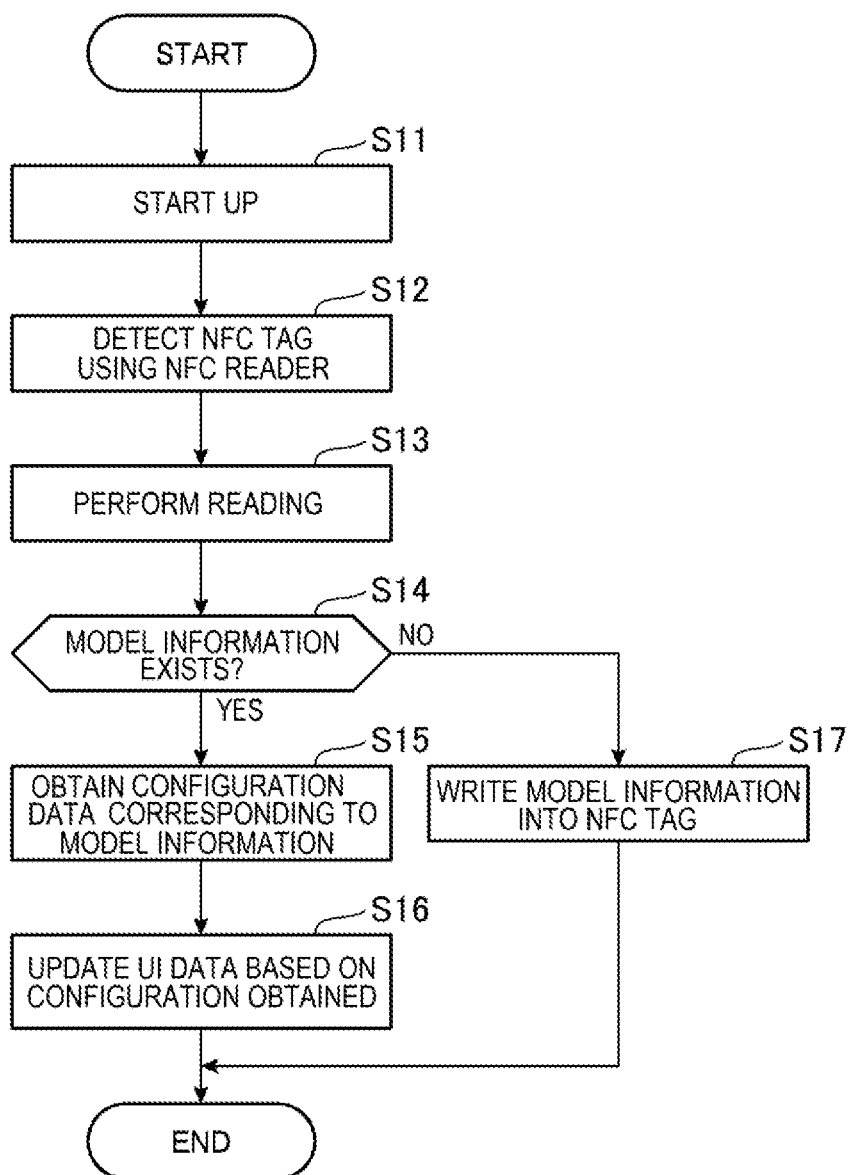 START
S11
START UP
S12
DETECT NFC TAG
USING NFC READER
S13
PERFORM READING
S14
MODEL INFORMATION
EXISTS?
NO
YES
S15
OBTAIN CONFIGURATION
DATA CORRESPONDING TO
MODEL INFORMATION
S17
WRITE MODEL INFORMATION
INTO NFC TAG
S16
UPDATE UI DATA BASED ON
CONFIGURATION OBTAINED
END